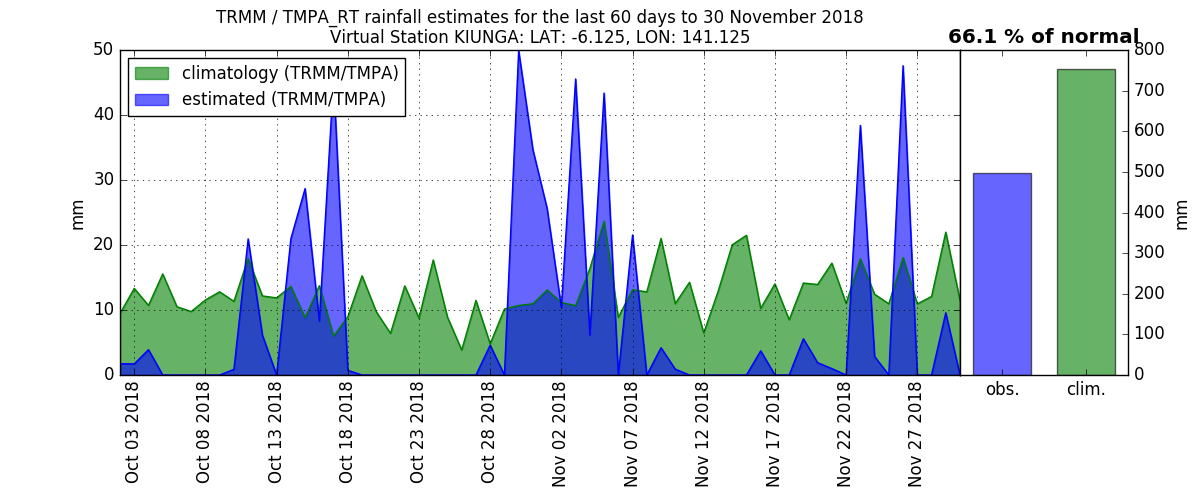 TRMM / TMPA_RT rainfall estimates for the last 60 days to 30 November 2018
Virtual Station KIUNGA: LAT: -6.125, LON: 141.125
66.1 % of normal
climatology (TRMM/TMPA)
estimated (TRMM/TMPA)
50
40
30
20
10
0
mm
800
700
600
500
400
300
200
100
0
mm
Oct 03 2018
Oct 08 2018
Oct 13 2018
Oct 18 2018
Oct 23 2018
Oct 28 2018
Nov 02 2018
Nov 07 2018
Nov 12 2018
Nov 17 2018
Nov 22 2018
Nov 27 2018
obs.
clim.